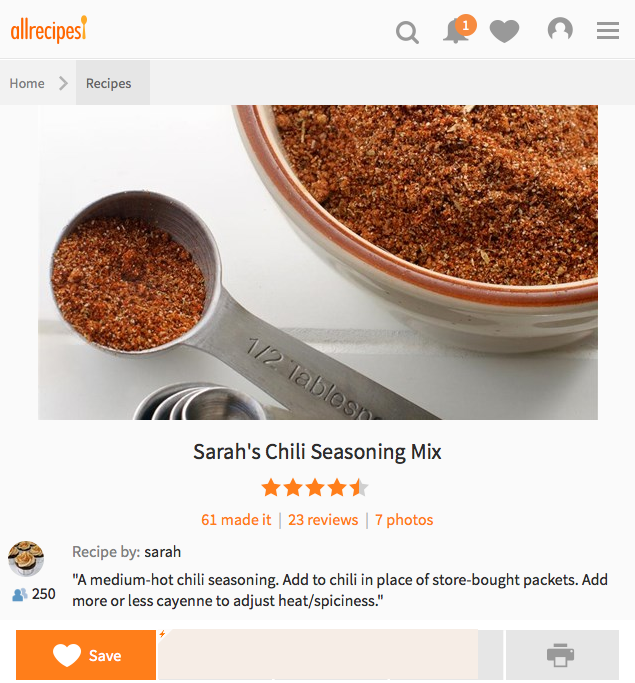 allrecipes
1
Home
Recipes
1/2 Tablesp
Sarah's Chili Seasoning Mix
61 made it | 23 reviews | 7 photos
Recipe by: sarah
"A medium-hot chili seasoning. Add to chili in place of store-bought packets. Add
250
more or less cayenne to adjust heat/spiciness."
Save